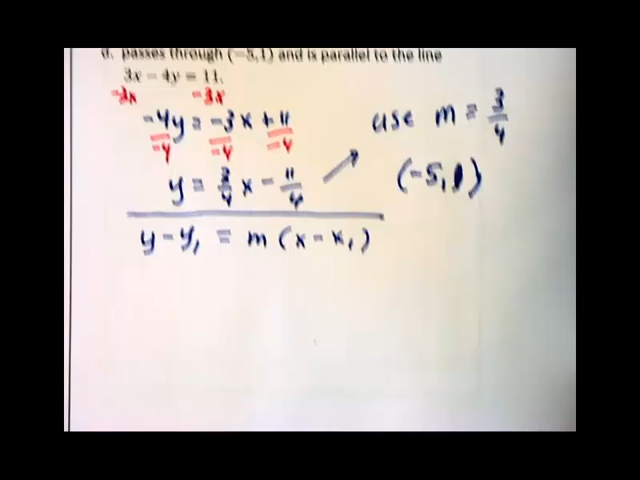 d. passes through (−5,1) and is parallel to the line
3x − 4y = 11.
-3x -3x
-4y = -3x + 11
-4 -4 -4
y = 3/4 x - 11/4
use m = 3/4
(-5, 1)
y - y₁ = m (x - x₁)